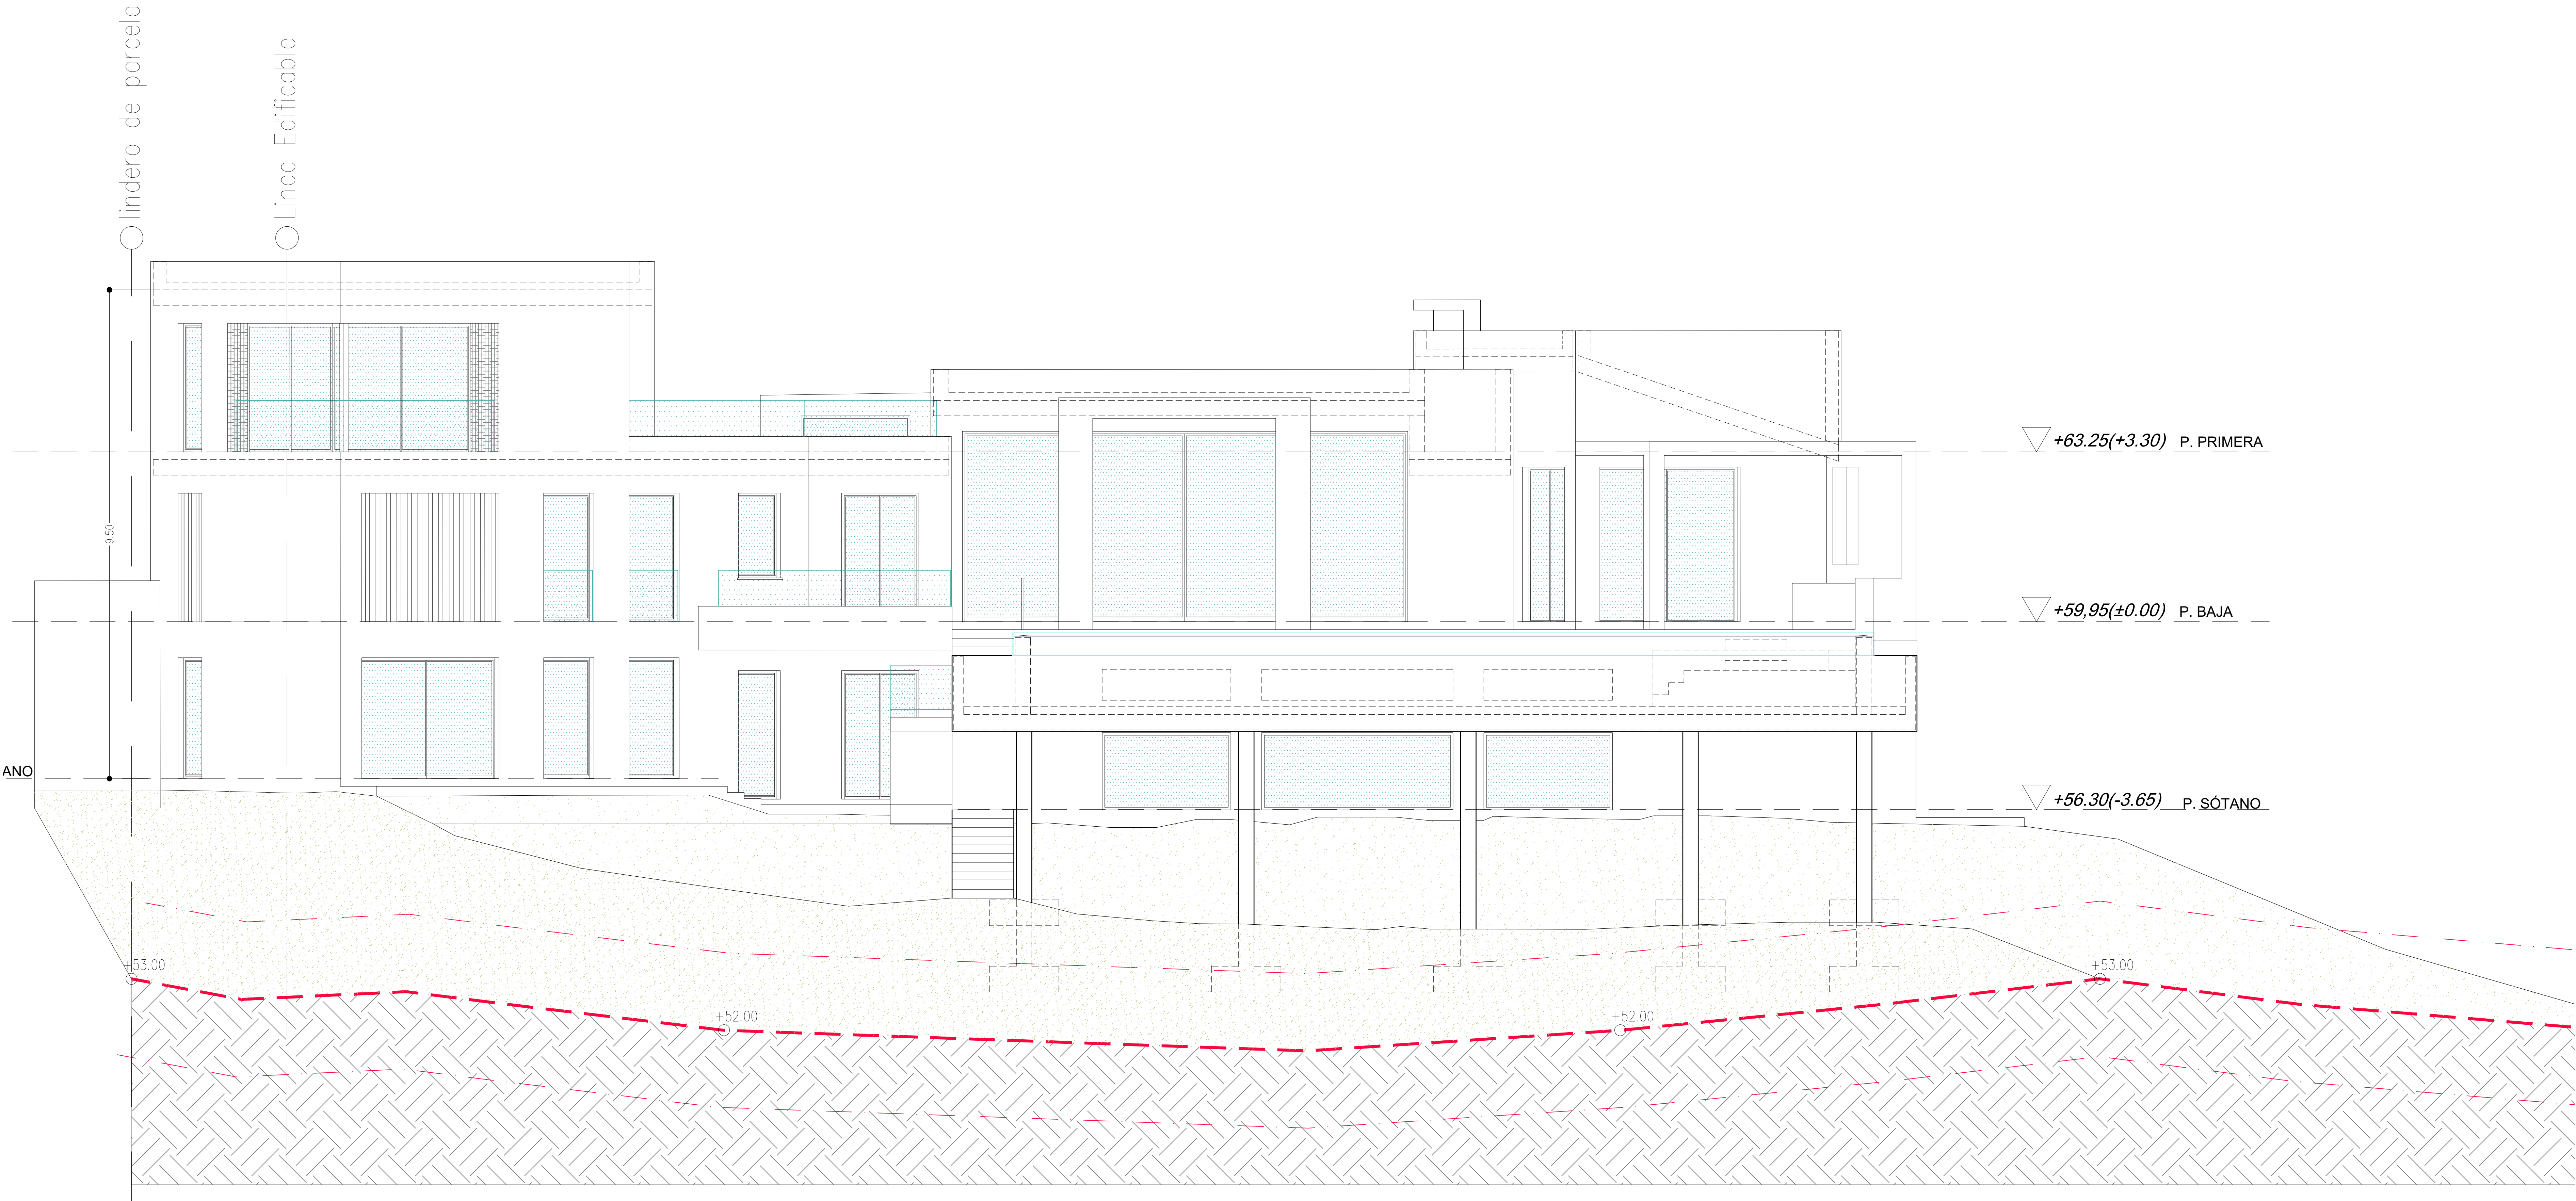 lindero de parcela
Linea Edificable
+63.25(+3.30) P. PRIMERA
9.50
+59,95(±0.00) P. BAJA
ANO
+56.30(-3.65) P. SÓTANO
+53.00
+53.00
+52.00
+52.00